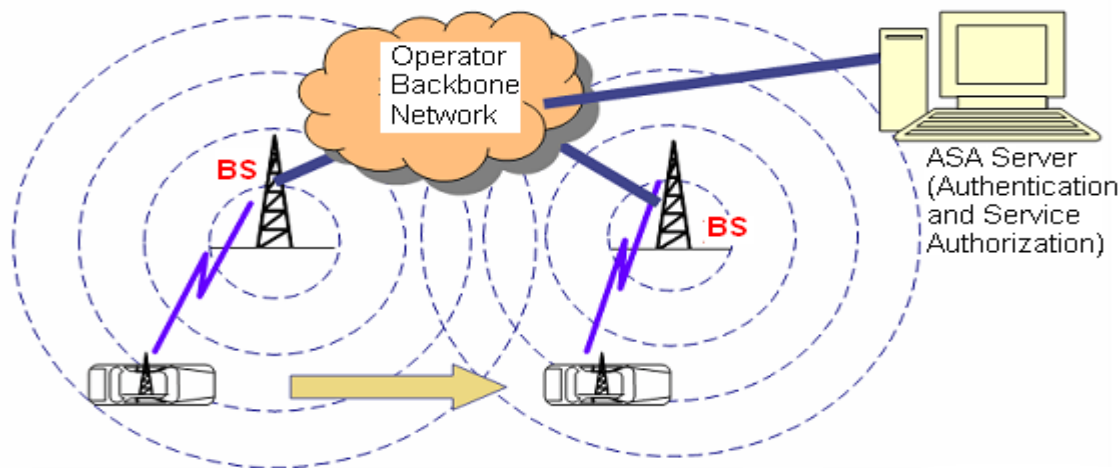 Operator
Backbone
Network
BS
BS
ASA Server
(Authentication
and Service
Authorization)